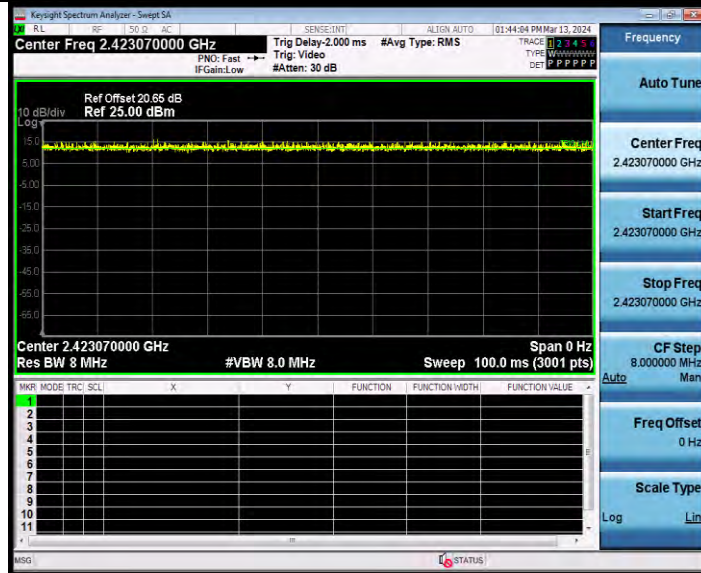 Keysight Spectrum Analyzer - Swept SA
LXI RL RF 50 Ω AC SENSE:INT ALIGN AUTO 01:44:04 PM Mar 13, 2024
Center Freq 2.423070000 GHz
PNO: Fast
IFGain:Low
Trig Delay-2.000 ms
Trig: Video
#Atten: 30 dB
#Avg Type: RMS
TRACE 1 2 3 4 5 6
TYPE
DET P P P P P P
Ref Offset 20.65 dB
10 dB/div Ref 25.00 dBm
Log
15.0
5.00
-5.00
-15.0
-25.0
-35.0
-45.0
-55.0
-65.0
Center 2.423070000 GHz Span 0 Hz
Res BW 8 MHz #VBW 8.0 MHz Sweep 100.0 ms (3001 pts)
MKR MODE TRC SCL X Y FUNCTION FUNCTION WIDTH FUNCTION VALUE
1
2
3
4
5
6
7
8
9
10
11
MSG STATUS
Frequency
Auto Tune
Center Freq
2.423070000 GHz
Start Freq
2.423070000 GHz
Stop Freq
2.423070000 GHz
CF Step
8.000000 MHz
Auto Man
Freq Offset
0 Hz
Scale Type
Log Lin